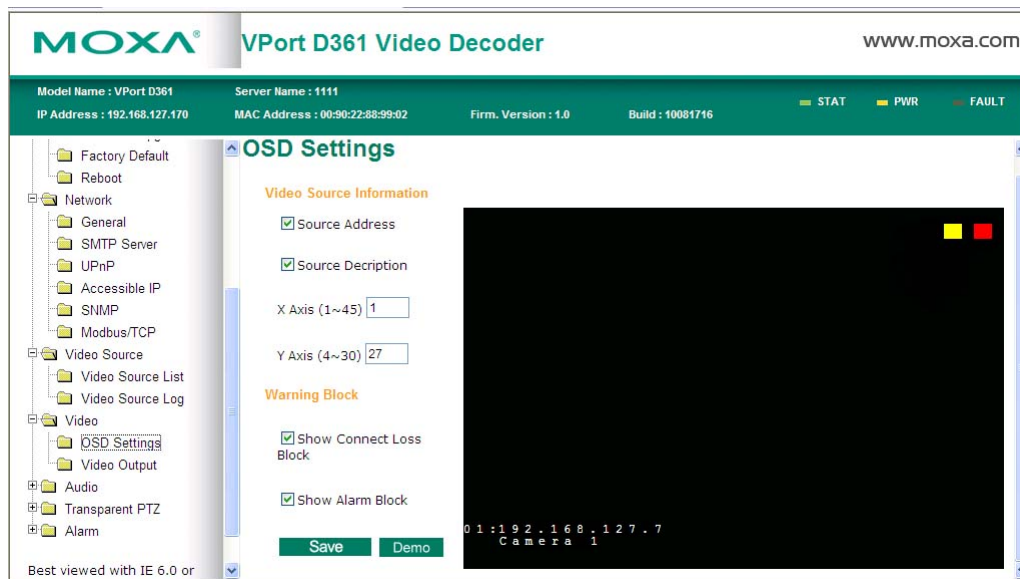 MOXA®
VPort D361 Video Decoder
www.moxa.com
Model Name : VPort D361
Server Name : 1111
IP Address : 192.168.127.170
MAC Address : 00:90:22:88:99:02
Firm. Version : 1.0
Build : 10081716
STAT
PWR
FAULT
Factory Default
Reboot
Network
General
SMTP Server
UPnP
Accessible IP
SNMP
Modbus/TCP
Video Source
Video Source List
Video Source Log
Video
OSD Settings
Video Output
Audio
Transparent PTZ
Alarm
Best viewed with IE 6.0 or
OSD Settings
Video Source Information
Source Address
Source Decription
X Axis (1~45) 1
Y Axis (4~30) 27
Warning Block
Show Connect Loss
Block
Show Alarm Block
Save
Demo
01:192.168.127.7
Camera 1